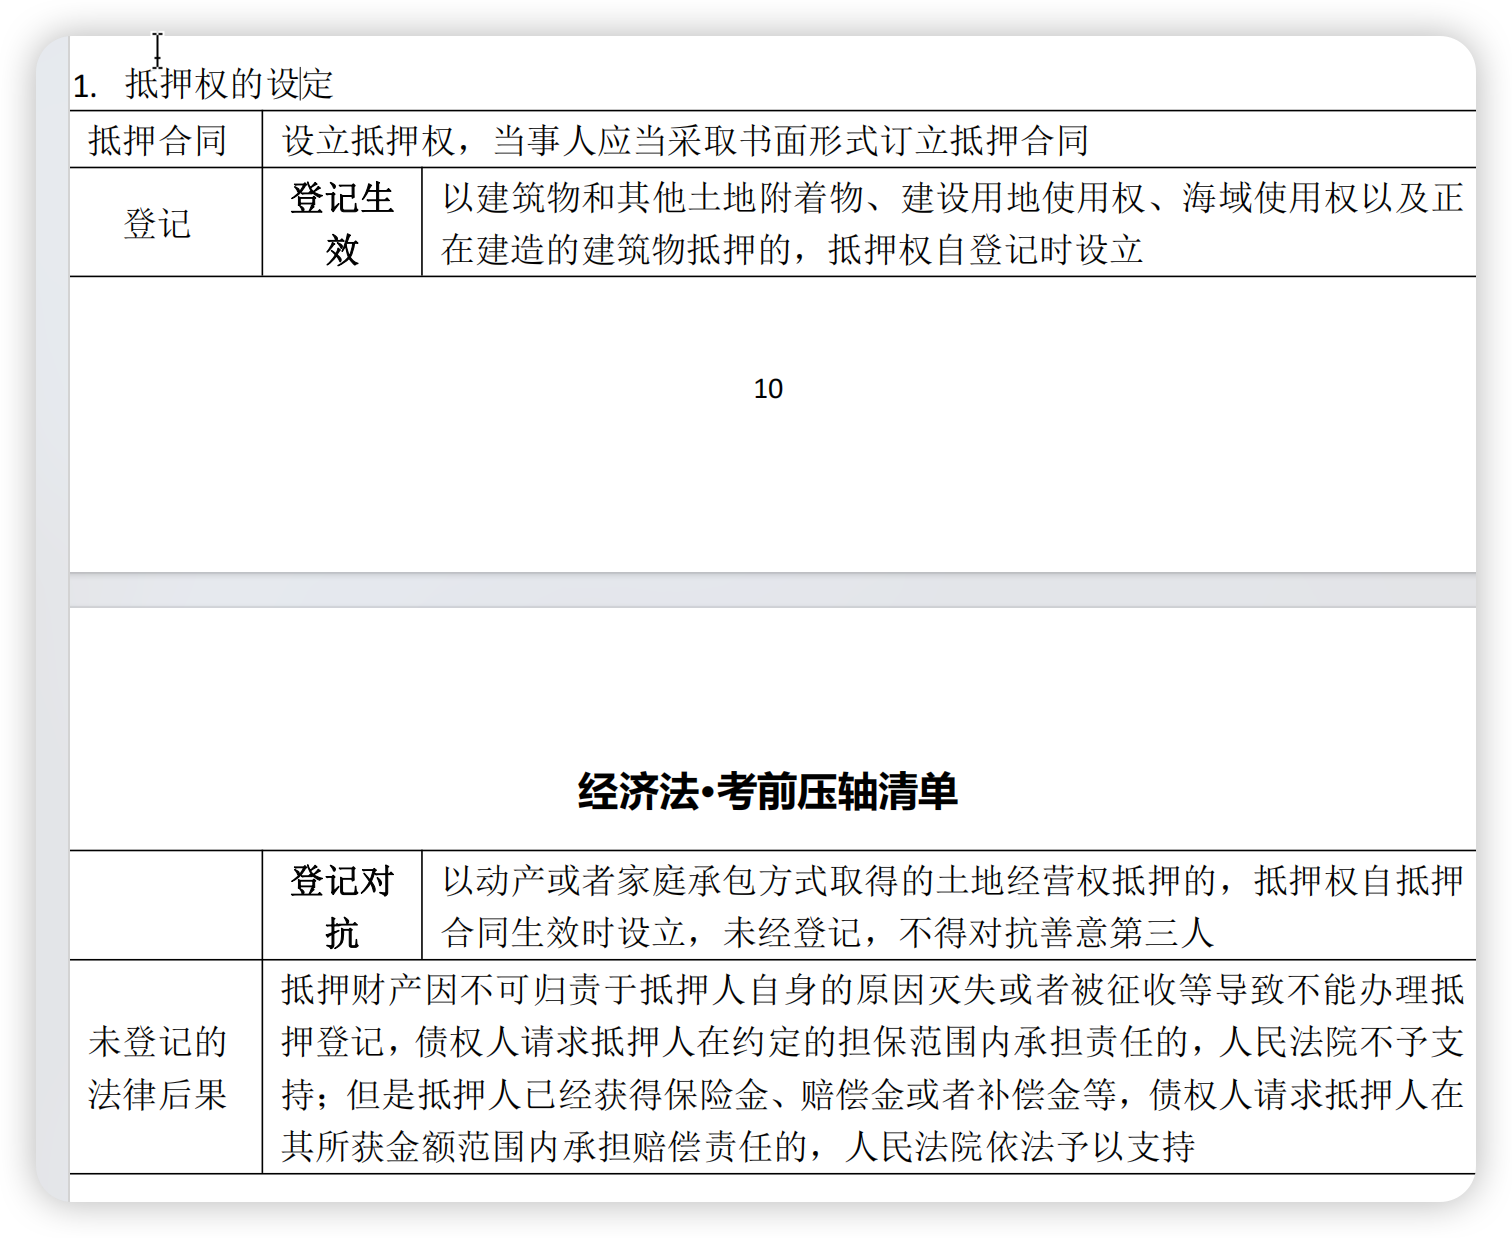 1. 抵押权的设定
抵押合同
设立抵押权，当事人应当采取书面形式订立抵押合同
登记
登记生
效
以建筑物和其他土地附着物、建设用地使用权、海域使用权以及正
在建造的建筑物抵押的，抵押权自登记时设立
10
经济法·考前压轴清单
登记对
抗
以动产或者家庭承包方式取得的土地经营权抵押的，抵押权自抵押
合同生效时设立，未经登记，不得对抗善意第三人
未登记的
法律后果
抵押财产因不可归责于抵押人自身的原因灭失或者被征收等导致不能办理抵
押登记，债权人请求抵押人在约定的担保范围内承担责任的，人民法院不予支
持；但是抵押人已经获得保险金、赔偿金或者补偿金等，债权人请求抵押人在
其所获金额范围内承担赔偿责任的，人民法院依法予以支持